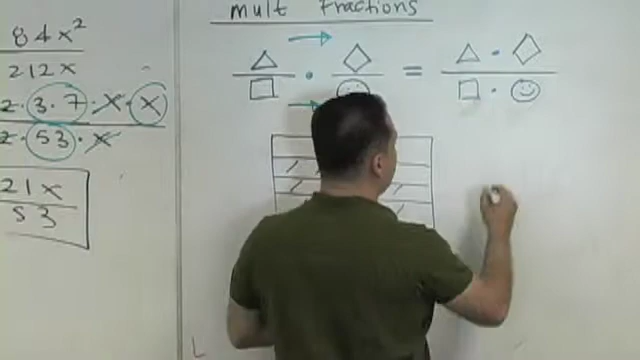 84x²
212x
2 · 3 · 7 · x · x
2 · 53 · x
21x
53
mult Fractions
△ · ◇ = △ · ◇
□ ☺ □ · ☺
L